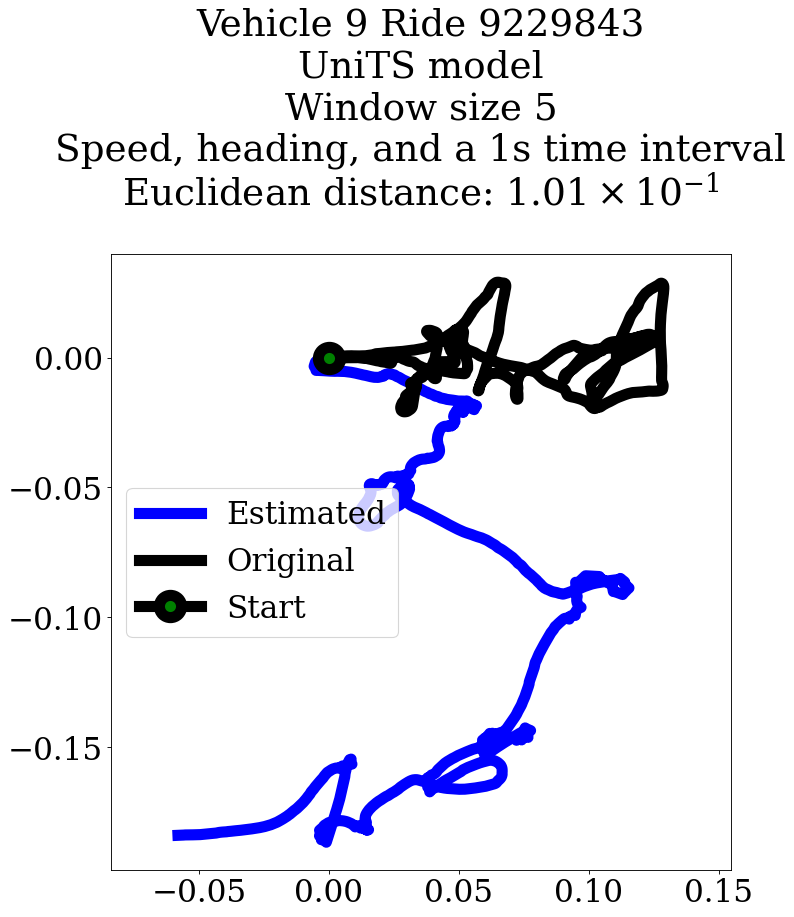 Vehicle 9 Ride 9229843
UniTS model
Window size 5
Speed, heading, and a 1s time interval
Euclidean distance: 1.01 × 10⁻¹
0.00
−0.05
−0.10
−0.15
Estimated
Original
Start
−0.05 0.00 0.05 0.10 0.15